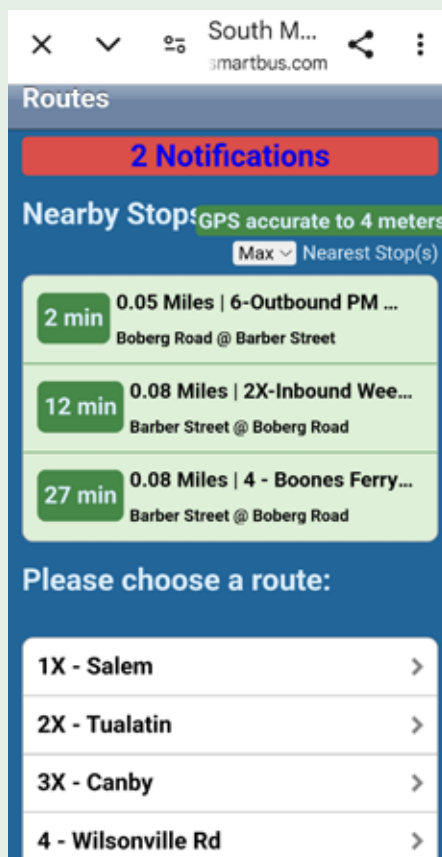 South M...
smartbus.com
Routes
2 Notifications
Nearby Stops
GPS accurate to 4 meters
Max Nearest Stop(s)
2 min
0.05 Miles | 6-Outbound PM ...
Boberg Road @ Barber Street
12 min
0.08 Miles | 2X-Inbound Wee...
Barber Street @ Boberg Road
27 min
0.08 Miles | 4 - Boones Ferry...
Barber Street @ Boberg Road
Please choose a route:
1X - Salem
2X - Tualatin
3X - Canby
4 - Wilsonville Rd